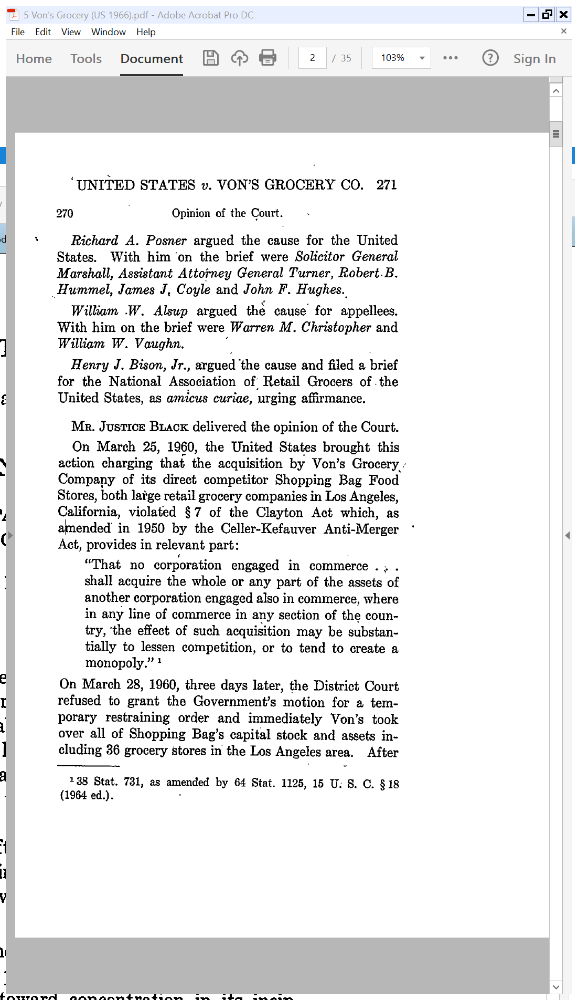 5 Von's Grocery (US 1966).pdf - Adobe Acrobat Pro DC
File Edit View Window Help
Home Tools Document 2 / 35 103% Sign In
UNITED STATES v. VON'S GROCERY CO. 271
270 Opinion of the Court.
Richard A. Posner argued the cause for the United
States. With him on the brief were Solicitor General
Marshall, Assistant Attorney General Turner, Robert B.
Hummel, James J. Coyle and John F. Hughes.
William W. Alsup argued the cause for appellees.
With him on the brief were Warren M. Christopher and
William W. Vaughn.
Henry J. Bison, Jr., argued the cause and filed a brief
for the National Association of Retail Grocers of the
United States, as amicus curiae, urging affirmance.
MR. JUSTICE BLACK delivered the opinion of the Court.
On March 25, 1960, the United States brought this
action charging that the acquisition by Von's Grocery
Company of its direct competitor Shopping Bag Food
Stores, both large retail grocery companies in Los Angeles,
California, violated § 7 of the Clayton Act which, as
amended in 1950 by the Celler-Kefauver Anti-Merger
Act, provides in relevant part:
"That no corporation engaged in commerce . . .
shall acquire the whole or any part of the assets of
another corporation engaged also in commerce, where
in any line of commerce in any section of the coun-
try, the effect of such acquisition may be substan-
tially to lessen competition, or to tend to create a
monopoly." 1
On March 28, 1960, three days later, the District Court
refused to grant the Government's motion for a tem-
porary restraining order and immediately Von's took
over all of Shopping Bag's capital stock and assets in-
cluding 36 grocery stores in the Los Angeles area. After
1 38 Stat. 731, as amended by 64 Stat. 1125, 15 U. S. C. § 18
(1964 ed.).
toward concentration in its incip